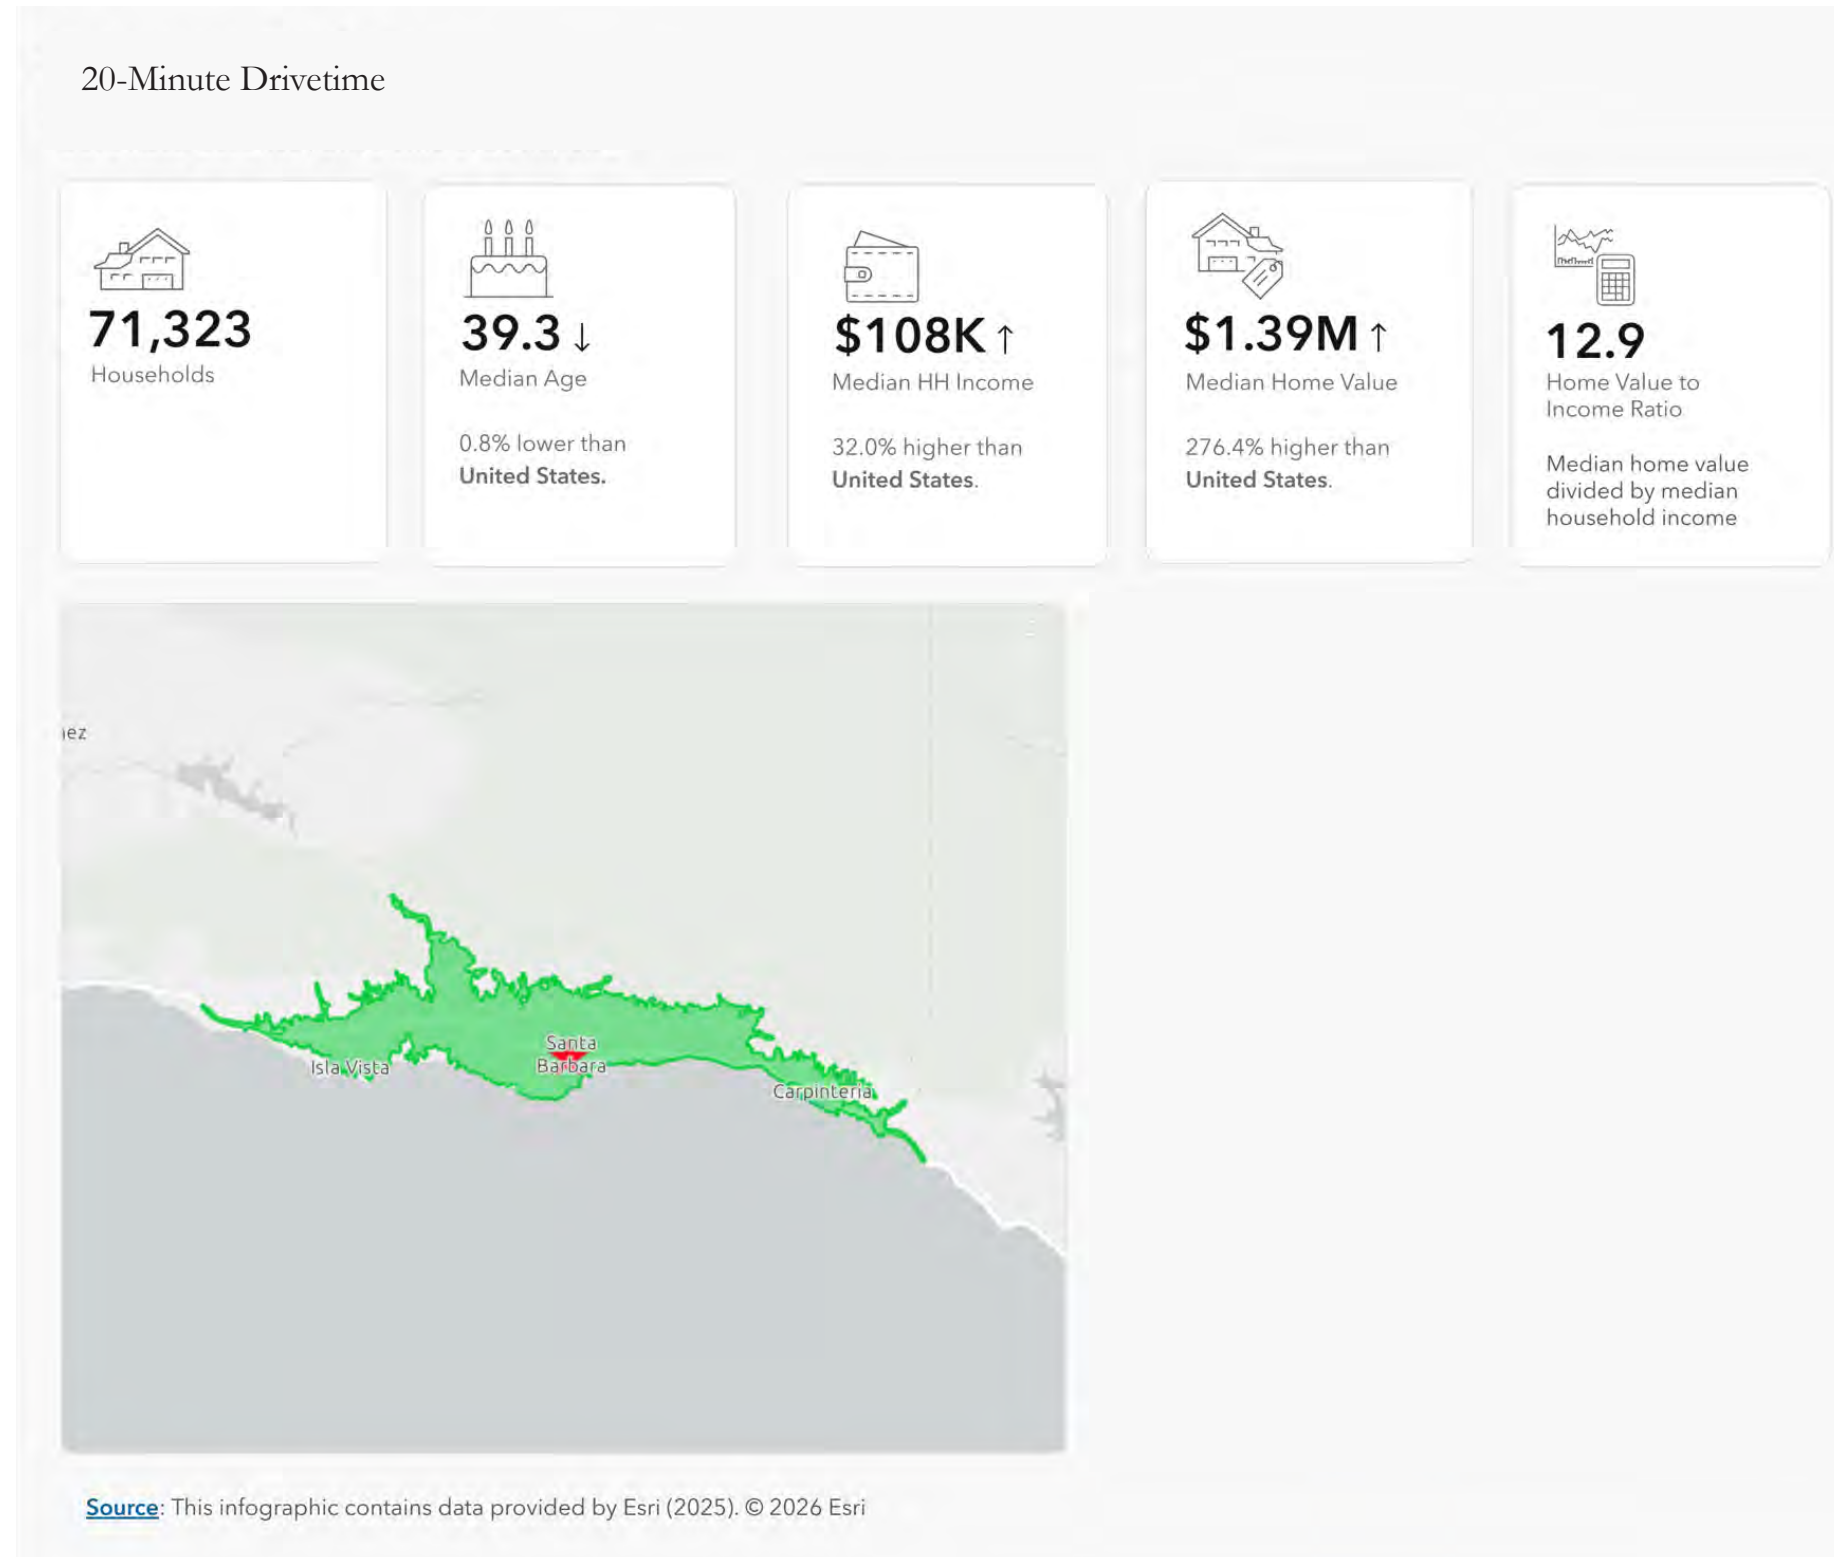 20-Minute Drivetime
71,323
Households
39.3 ↓
Median Age
0.8% lower than
United States.
$108K ↑
Median HH Income
32.0% higher than
United States.
$1.39M ↑
Median Home Value
276.4% higher than
United States.
12.9
Home Value to
Income Ratio
Median home value
divided by median
household income
ıez
Santa
Barbara
Isla Vista
Carpinteria
Source: This infographic contains data provided by Esri (2025). © 2026 Esri